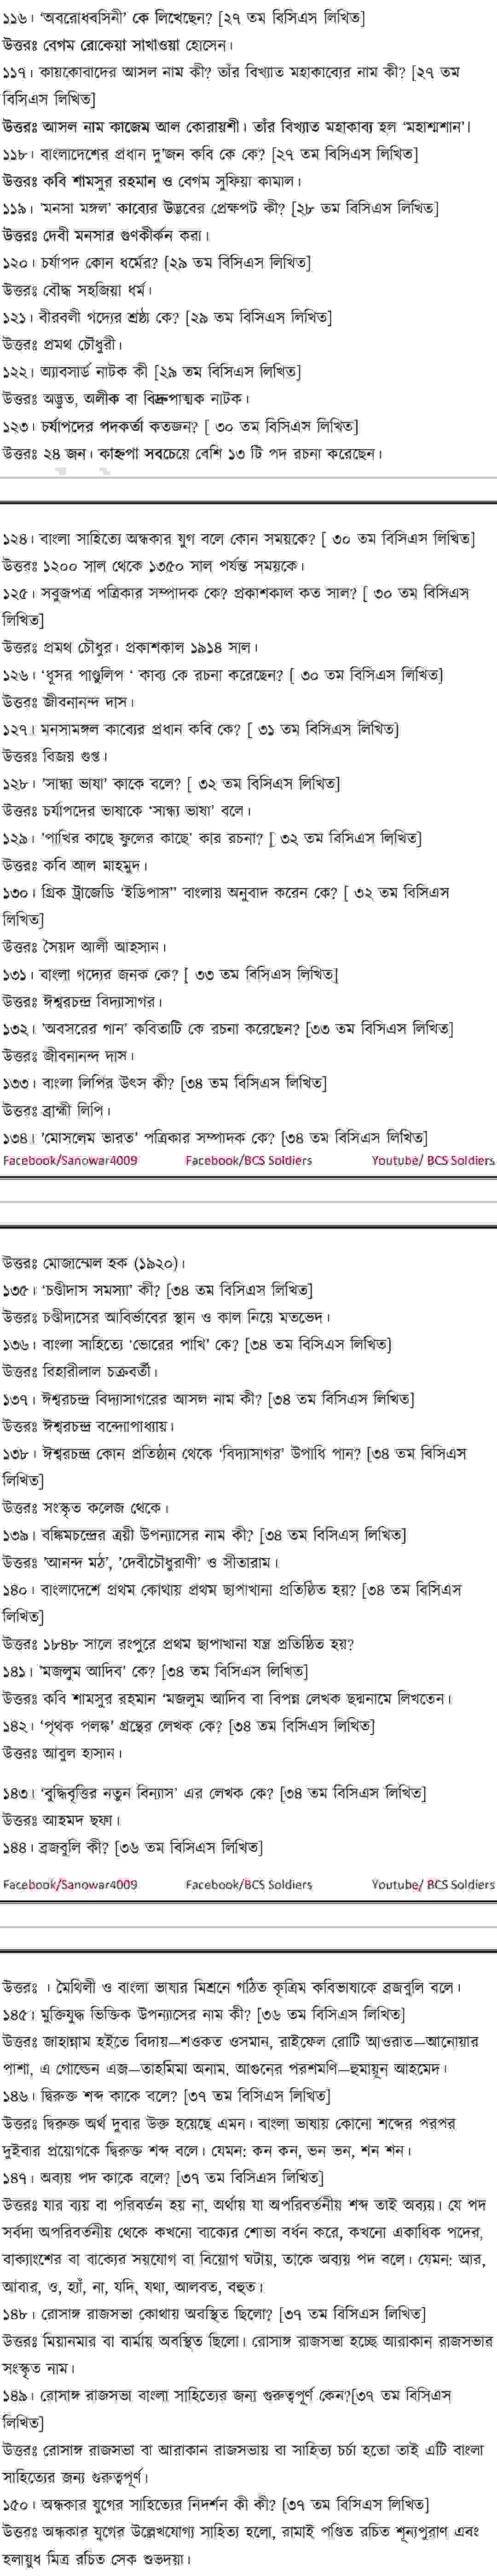 ১১৬। ‘অবরোধবসিনী’ কে লিখেছেন? [২৭ তম বিসিএস লিখিত]
উত্তরঃ বেগম রোকেয়া সাখাওয়া হোসেন।
১১৭। কায়কোবাদের আসল নাম কী? তাঁর বিখ্যাত মহাকাব্যের নাম কী? [২৭ তম
বিসিএস লিখিত]
উত্তরঃ আসল নাম কাজেম আল কোরায়শী। তাঁর বিখ্যাত মহাকাব্য হল ‘মহাশ্মশান’।
১১৮। বাংলাদেশের প্রধান দু'জন কবি কে কে? [২৭ তম বিসিএস লিখিত]
উত্তরঃ কবি শামসুর রহমান ও বেগম সুফিয়া কামাল।
১১৯। 'মনসা মঙ্গল' কাব্যের উদ্ভবের প্রেক্ষপট কী? [২৮ তম বিসিএস লিখিত]
উত্তরঃ দেবী মনসার গুণকীর্কন করা।
১২০। চর্যাপদ কোন ধর্মের? [২৯ তম বিসিএস লিখিত]
উত্তরঃ বৌদ্ধ সহজিয়া ধর্ম।
১২১। বীরবলী গদ্যের শ্রষ্ঠা কে? [২৯ তম বিসিএস লিখিত]
উত্তরঃ প্রমথ চৌধুরী।
১২২। অ্যাবসার্ড নাটক কী [২৯ তম বিসিএস লিখিত]
উত্তরঃ অদ্ভুত, অলীক বা বিদ্রুপাত্মক নাটক।
১২৩। চর্যাপদের পদকর্তা কতজন? [ ৩০ তম বিসিএস লিখিত]
উত্তরঃ ২৪ জন। কাহ্নপা সবচেয়ে বেশি ১৩ টি পদ রচনা করেছেন।
১২৪। বাংলা সাহিত্যে অন্ধকার যুগ বলে কোন সময়কে? [ ৩০ তম বিসিএস লিখিত]
উত্তরঃ ১২০০ সাল থেকে ১৩৫০ সাল পর্যন্ত সময়কে।
১২৫। সবুজপত্র পত্রিকার সম্পাদক কে? প্রকাশকাল কত সাল? [ ৩০ তম বিসিএস
লিখিত]
উত্তরঃ প্রমথ চৌধুর। প্রকাশকাল ১৯১৪ সাল।
১২৬। ‘ধূসর পাণ্ডুলিপ ‘ কাব্য কে রচনা করেছেন? [ ৩০ তম বিসিএস লিখিত]
উত্তরঃ জীবনানন্দ দাস।
১২৭। মনসামঙ্গল কাব্যের প্রধান কবি কে? [ ৩১ তম বিসিএস লিখিত]
উত্তরঃ বিজয় গুপ্ত।
১২৮। 'সান্ধ্য ভাষা' কাকে বলে? [ ৩২ তম বিসিএস লিখিত]
উত্তরঃ চর্যাপদের ভাষাকে ‘সান্ধ্য ভাষা’ বলে।
১২৯। 'পাখির কাছে ফুলের কাছে' কার রচনা? [ ৩২ তম বিসিএস লিখিত]
উত্তরঃ কবি আল মাহমুদ।
১৩০। গ্রিক ট্রাজেডি ‘ইডিপাস” বাংলায় অনুবাদ করেন কে? [ ৩২ তম বিসিএস
লিখিত]
উত্তরঃ সৈয়দ আলী আহসান।
১৩১। বাংলা গদ্যের জনক কে? [ ৩৩ তম বিসিএস লিখিত]
উত্তরঃ ঈশ্বরচন্দ্র বিদ্যাসাগর।
১৩২। 'অবসরের গান' কবিতাটি কে রচনা করেছেন? [৩৩ তম বিসিএস লিখিত]
উত্তরঃ জীবনানন্দ দাস।
১৩৩। বাংলা লিপির উৎস কী? [৩৪ তম বিসিএস লিখিত]
উত্তরঃ ব্রাহ্মী লিপি।
১৩৪। 'মোসলেম ভারত' পত্রিকার সম্পাদক কে? [৩৪ তম বিসিএস লিখিত]
Facebook/Sanowar4009 Facebook/BCS Soldiers Youtube/ BCS Soldiers
উত্তরঃ মোজাম্মেল হক (১৯২০)।
১৩৫। ‘চণ্ডীদাস সমস্যা’ কী? [৩৪ তম বিসিএস লিখিত]
উত্তরঃ চণ্ডীদাসের আবির্ভাবের স্থান ও কাল নিয়ে মতভেদ।
১৩৬। বাংলা সাহিত্যে ‘ভোরের পাখি’ কে? [৩৪ তম বিসিএস লিখিত]
উত্তরঃ বিহারীলাল চক্রবর্তী।
১৩৭। ঈশ্বরচন্দ্র বিদ্যাসাগরের আসল নাম কী? [৩৪ তম বিসিএস লিখিত]
উত্তরঃ ঈশ্বরচন্দ্র বন্দ্যোপাধ্যায়।
১৩৮। ঈশ্বরচন্দ্র কোন প্রতিষ্ঠান থেকে ‘বিদ্যাসাগর’ উপাধি পান? [৩৪ তম বিসিএস
লিখিত]
উত্তরঃ সংস্কৃত কলেজ থেকে।
১৩৯। বঙ্কিমচন্দ্রের ত্রয়ী উপন্যাসের নাম কী? [৩৪ তম বিসিএস লিখিত]
উত্তরঃ 'আনন্দ মঠ', 'দেবীচৌধুরাণী' ও সীতারাম।
১৪০। বাংলাদেশে প্রথম কোথায় প্রথম ছাপাখানা প্রতিষ্ঠিত হয়? [৩৪ তম বিসিএস
লিখিত]
উত্তরঃ ১৮৪৮ সালে রংপুরে প্রথম ছাপাখানা যন্ত্র প্রতিষ্ঠিত হয়?
১৪১। 'মজলুম আদিব' কে? [৩৪ তম বিসিএস লিখিত]
উত্তরঃ কবি শামসুর রহমান ‘মজলুম আদিব বা বিপন্ন লেখক ছদ্মনামে লিখতেন।
১৪২। ‘পৃথক পলঙ্ক’ গ্রন্থের লেখক কে? [৩৪ তম বিসিএস লিখিত]
উত্তরঃ আবুল হাসান।
১৪৩। ‘বুদ্ধিবৃত্তির নতুন বিন্যাস’ এর লেখক কে? [৩৪ তম বিসিএস লিখিত]
উত্তরঃ আহমদ ছফা।
১৪৪। ব্রজবুলি কী? [৩৬ তম বিসিএস লিখিত]
Facebook/Sanowar4009 Facebook/BCS Soldiers Youtube/ BCS Soldiers
উত্তরঃ । মৈথিলী ও বাংলা ভাষার মিশ্রনে গঠিত কৃত্রিম কবিভাষাকে ব্রজবুলি বলে।
১৪৫। মুক্তিযুদ্ধ ভিত্তিক উপন্যাসের নাম কী? [৩৬ তম বিসিএস লিখিত]
উত্তরঃ জাহান্নাম হইতে বিদায়—শওকত ওসমান, রাইফেল রোটি আওরাত—আনোয়ার
পাশা, এ গোল্ডেন এজ—তাহমিমা অনাম, আগুনের পরশমণি—হুমায়ূন আহমেদ।
১৪৬। দ্বিরুক্ত শব্দ কাকে বলে? [৩৭ তম বিসিএস লিখিত]
উত্তরঃ দ্বিরুক্ত অর্থ দুবার উক্ত হয়েছে এমন। বাংলা ভাষায় কোনো শব্দের পরপর
দুইবার প্রয়োগকে দ্বিরুক্ত শব্দ বলে। যেমন: কন কন, ভন ভন, শন শন।
১৪৭। অব্যয় পদ কাকে বলে? [৩৭ তম বিসিএস লিখিত]
উত্তরঃ যার ব্যয় বা পরিবর্তন হয় না, অর্থায় যা অপরিবর্তনীয় শব্দ তাই অব্যয়। যে পদ
সর্বদা অপরিবর্তনীয় থেকে কখনো বাক্যের শোভা বর্ধন করে, কখনো একাধিক পদের,
বাক্যাংশের বা বাক্যের সয়যোগ বা বিয়োগ ঘটায়, তাকে অব্যয় পদ বলে। যেমন: আর,
আবার, ও, হ্যাঁ, না, যদি, যথা, আলবত, বহুত।
১৪৮। রোসাঙ্গ রাজসভা কোথায় অবস্থিত ছিলো? [৩৭ তম বিসিএস লিখিত]
উত্তরঃ মিয়ানমার বা বার্মায় অবস্থিত ছিলো। রোসাঙ্গ রাজসভা হচ্ছে আরাকান রাজসভার
সংস্কৃত নাম।
১৪৯। রোসাঙ্গ রাজসভা বাংলা সাহিত্যের জন্য গুরুত্বপূর্ণ কেন?[৩৭ তম বিসিএস
লিখিত]
উত্তরঃ রোসাঙ্গ রাজসভা বা আরাকান রাজসভায় বা সাহিত্য চর্চা হতো তাই এটি বাংলা
সাহিত্যের জন্য গুরুত্বপূর্ণ।
১৫০। অন্ধকার যুগের সাহিত্যের নিদর্শন কী কী? [৩৭ তম বিসিএস লিখিত]
উত্তরঃ অন্ধকার যুগের উল্লেখযোগ্য সাহিত্য হলো, রামাই পণ্ডিত রচিত শূন্যপুরাণ এবং
হলায়ুধ মিত্র রচিত সেক শুভদয়া।